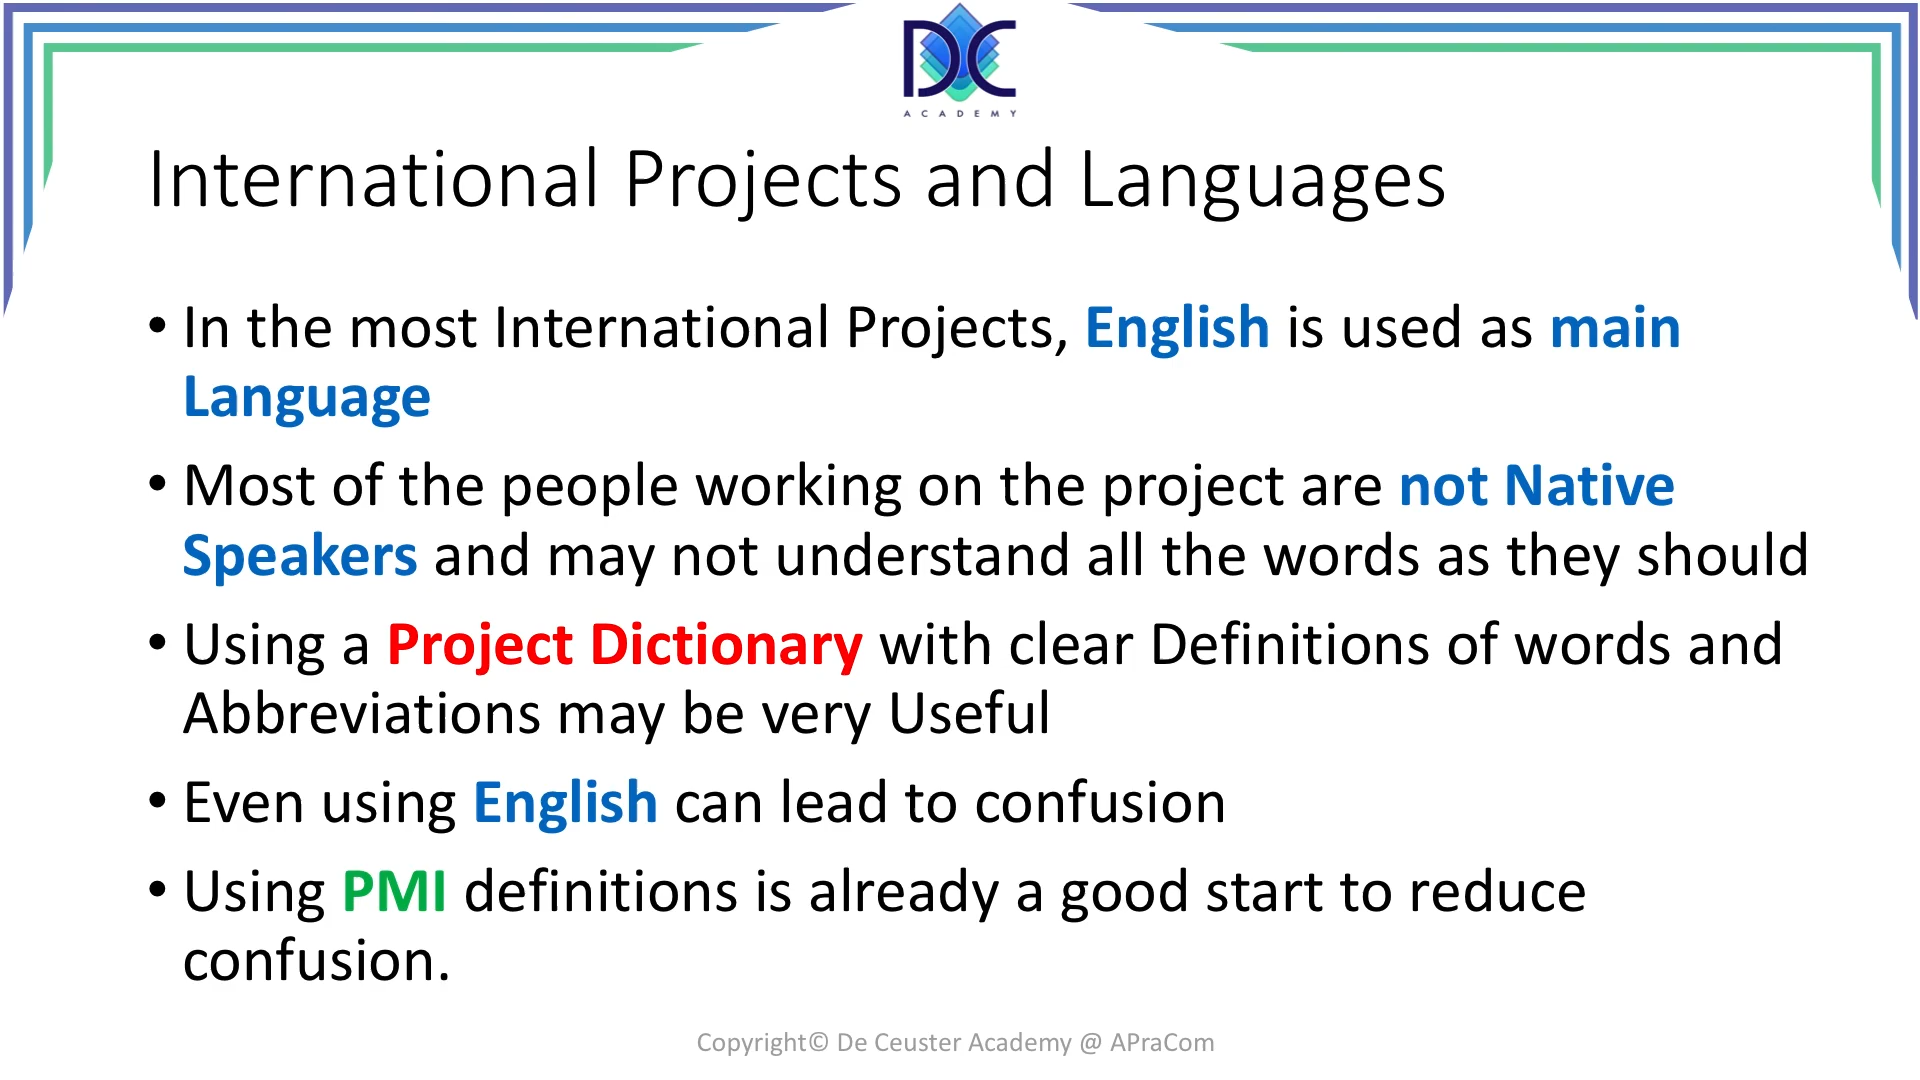 DC
ACADEMY
International Projects and Languages
• In the most International Projects, English is used as main
Language
• Most of the people working on the project are not Native
Speakers and may not understand all the words as they should
• Using a Project Dictionary with clear Definitions of words and
Abbreviations may be very Useful
• Even using English can lead to confusion
• Using PMI definitions is already a good start to reduce
confusion.
Copyright© De Ceuster Academy @ APraCom